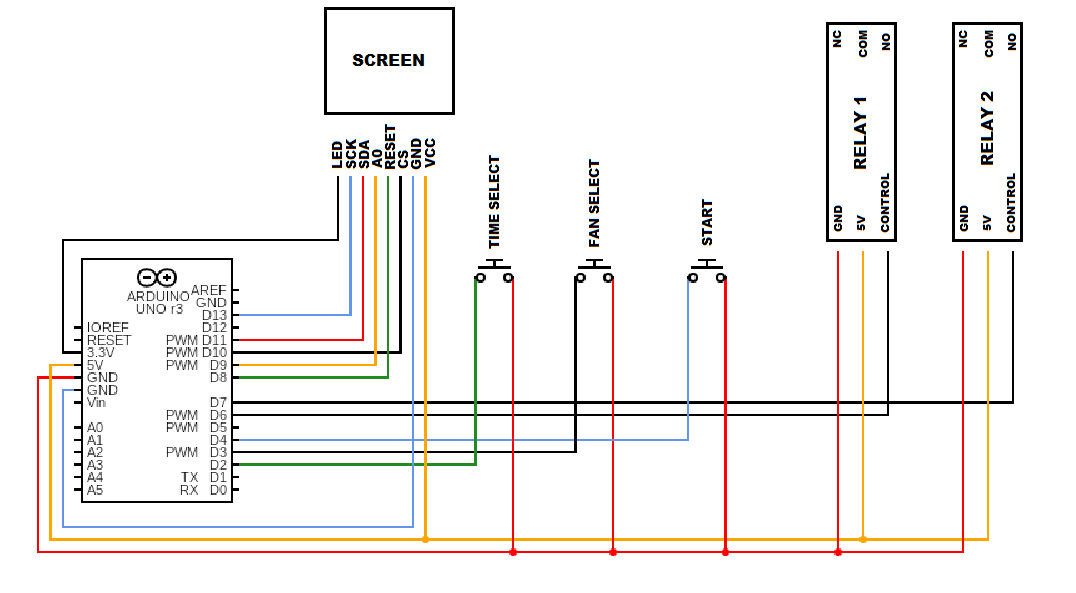 SCREEN
LED
SCK
SDA
A0
RESET
CS
GND
VCC
TIME SELECT
FAN SELECT
START
NC
COM
NO
RELAY 1
GND
5V
CONTROL
NC
COM
NO
RELAY 2
GND
5V
CONTROL
ARDUINO
UNO r3
IOREF
RESET
3.3V
5V
GND
GND
Vin
A0
A1
A2
A3
A4
A5
AREF
GND
D13
D12
PWM D11
PWM D10
PWM D9
D8
D7
PWM D6
PWM D5
D4
PWM D3
D2
TX D1
RX D0